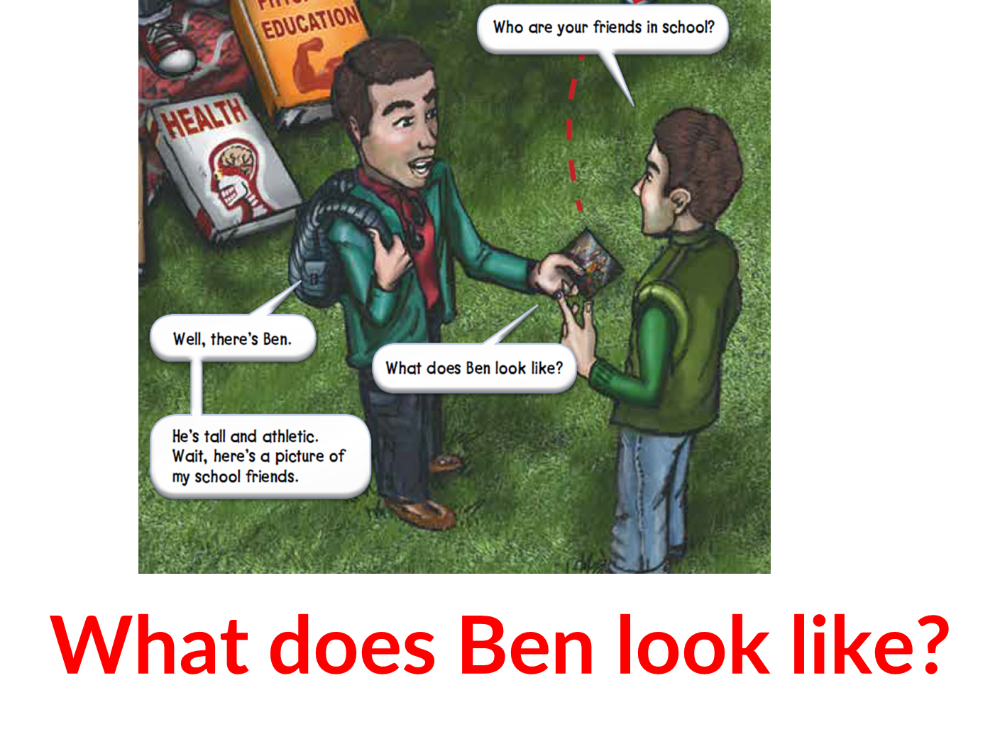 EDUCATION
Who are your friends in school?
HEALTH
Well, there's Ben.
What does Ben look like?
He's tall and athletic.
Wait, here's a picture of
my school friends.
What does Ben look like?